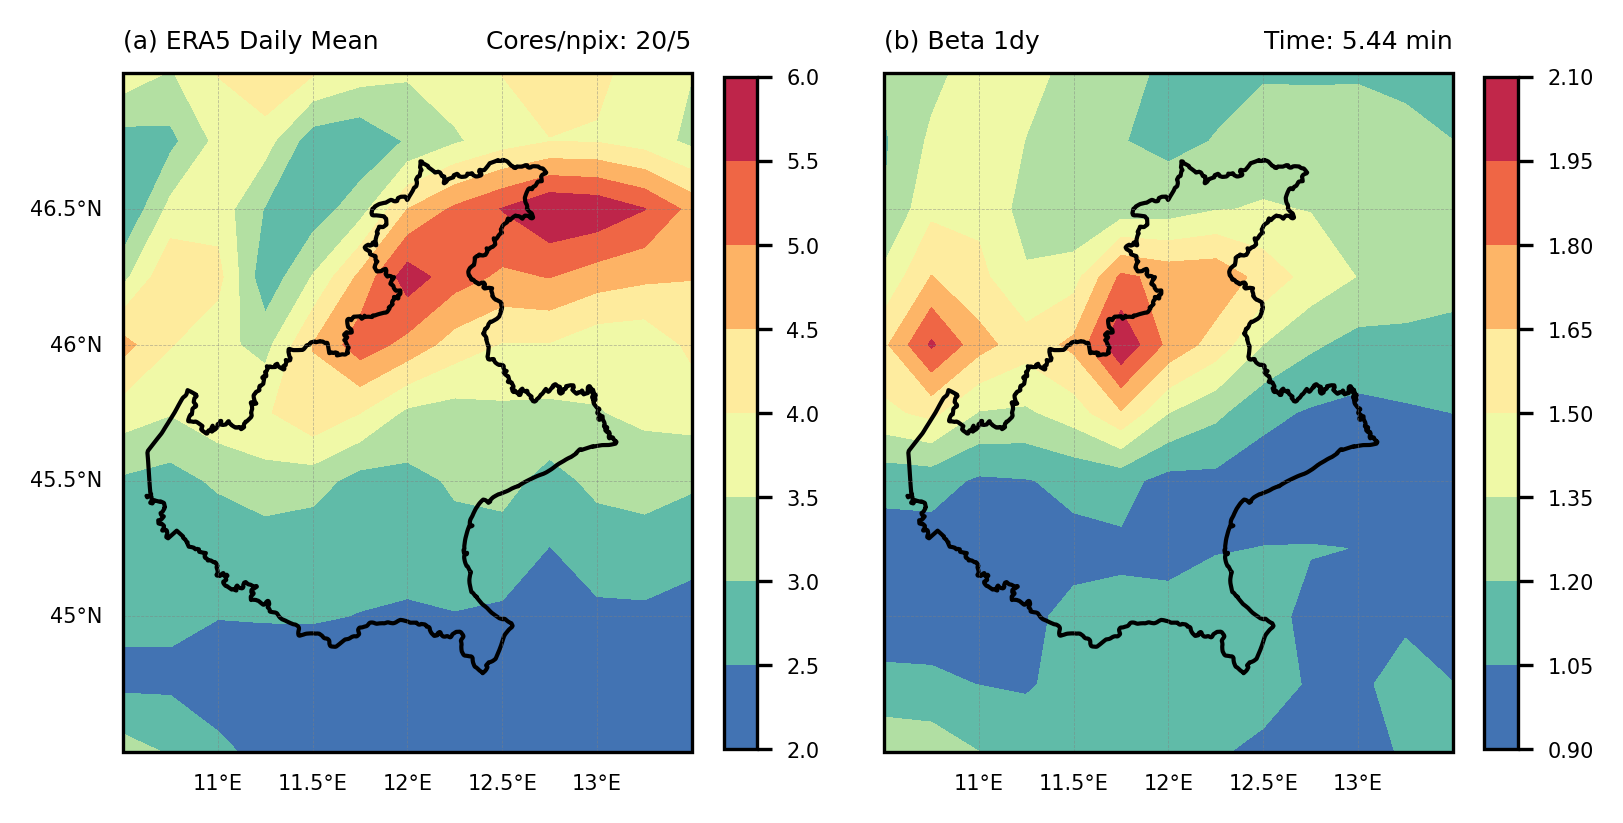 (a) ERA5 Daily Mean
Cores/npix: 20/5
46.5°N
46°N
45.5°N
45°N
11°E
11.5°E
12°E
12.5°E
13°E
6.0
5.5
5.0
4.5
4.0
3.5
3.0
2.5
2.0
(b) Beta 1dy
Time: 5.44 min
11°E
11.5°E
12°E
12.5°E
13°E
2.10
1.95
1.80
1.65
1.50
1.35
1.20
1.05
0.90